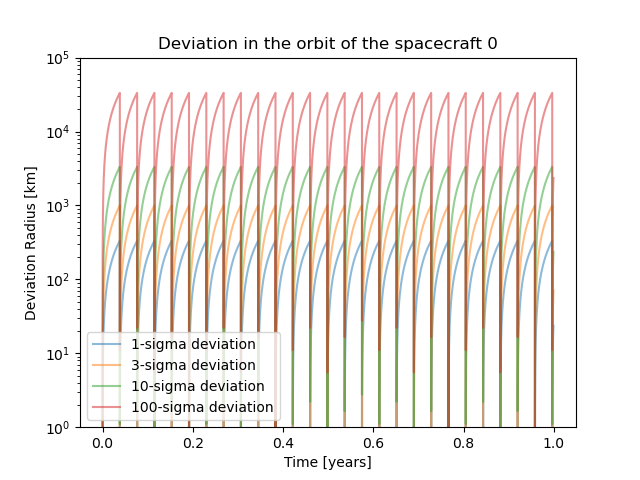 Deviation in the orbit of the spacecraft 0
Deviation Radius [km]
10^5
10^4
10^3
10^2
10^1
10^0
1-sigma deviation
3-sigma deviation
10-sigma deviation
100-sigma deviation
0.0 0.2 0.4 0.6 0.8 1.0
Time [years]